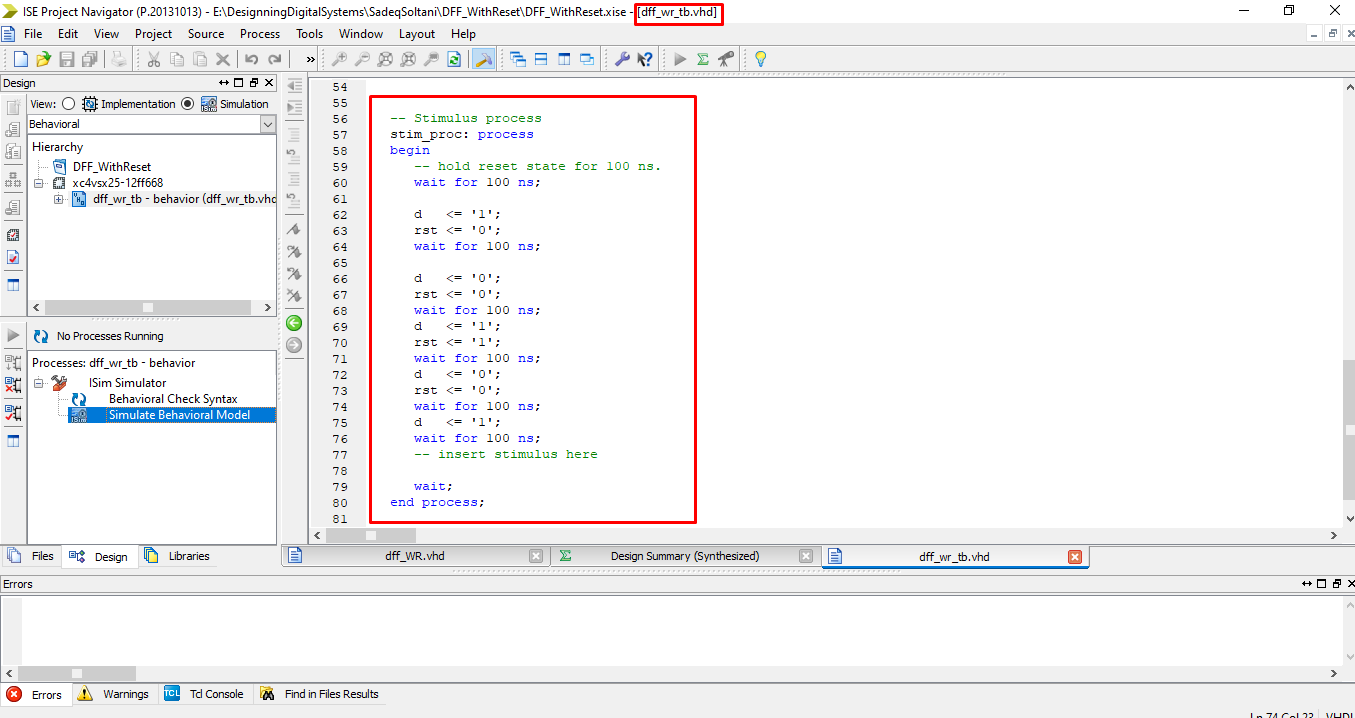 ISE Project Navigator (P.20131013) - E:\DesignningDigitalSystems\SadeqSoltani\DFF_WithReset\DFF_WithReset.xise - [dff_wr_tb.vhd]
File Edit View Project Source Process Tools Window Layout Help
»
Design
View: Implementation Simulation
Behavioral
Hierarchy
DFF_WithReset
xc4vsx25-12ff668
dff_wr_tb - behavior (dff_wr_tb.vhd
No Processes Running
Processes: dff_wr_tb - behavior
ISim Simulator
Behavioral Check Syntax
Simulate Behavioral Model
Files Design Libraries
54
55
56 -- Stimulus process
57 stim_proc: process
58 begin
59 -- hold reset state for 100 ns.
60 wait for 100 ns;
61
62 d <= '1';
63 rst <= '0';
64 wait for 100 ns;
65
66 d <= '0';
67 rst <= '0';
68 wait for 100 ns;
69 d <= '1';
70 rst <= '1';
71 wait for 100 ns;
72 d <= '0';
73 rst <= '0';
74 wait for 100 ns;
75 d <= '1';
76 wait for 100 ns;
77 -- insert stimulus here
78
79 wait;
80 end process;
81
dff_WR.vhd Design Summary (Synthesized) dff_wr_tb.vhd
Errors
Errors Warnings Tcl Console Find in Files Results
Ln 74 Col 23 VHDL